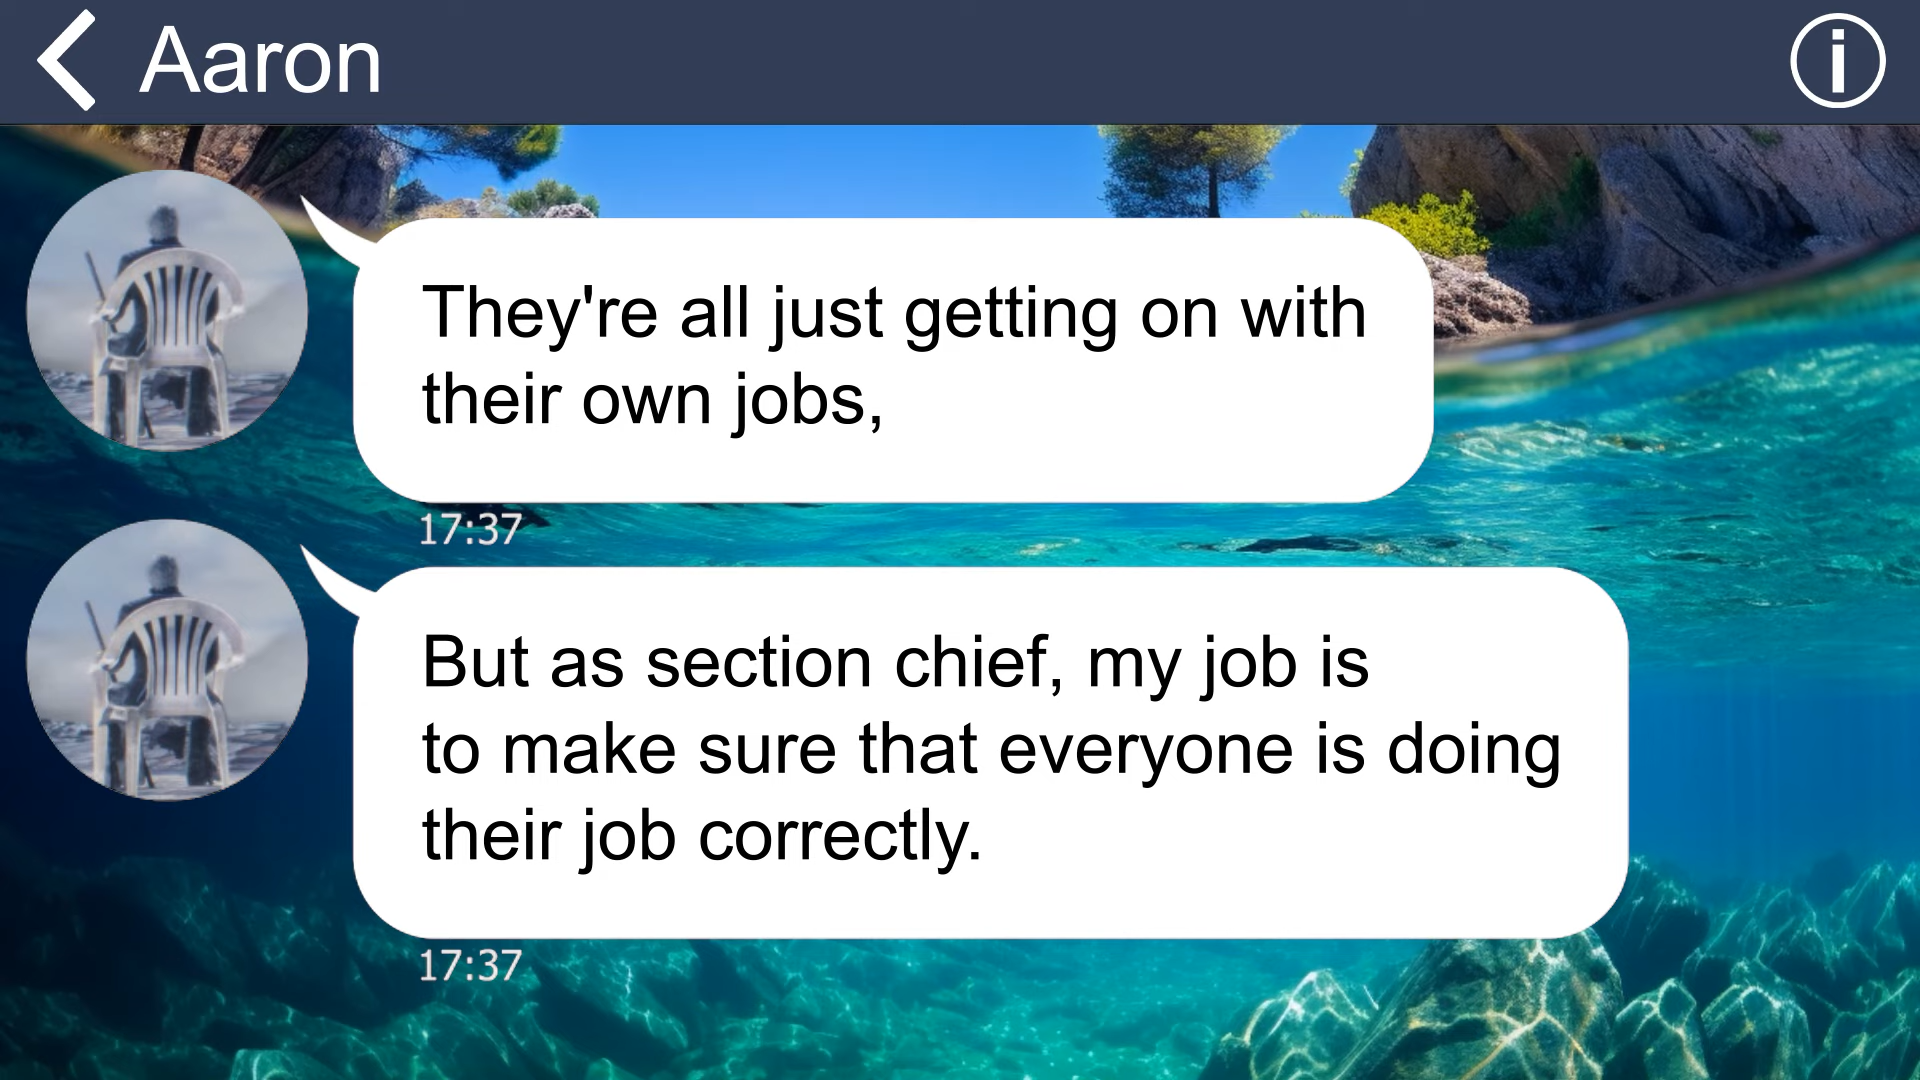 Aaron
They're all just getting on with
their own jobs,
17:37
But as section chief, my job is
to make sure that everyone is doing
their job correctly.
17:37